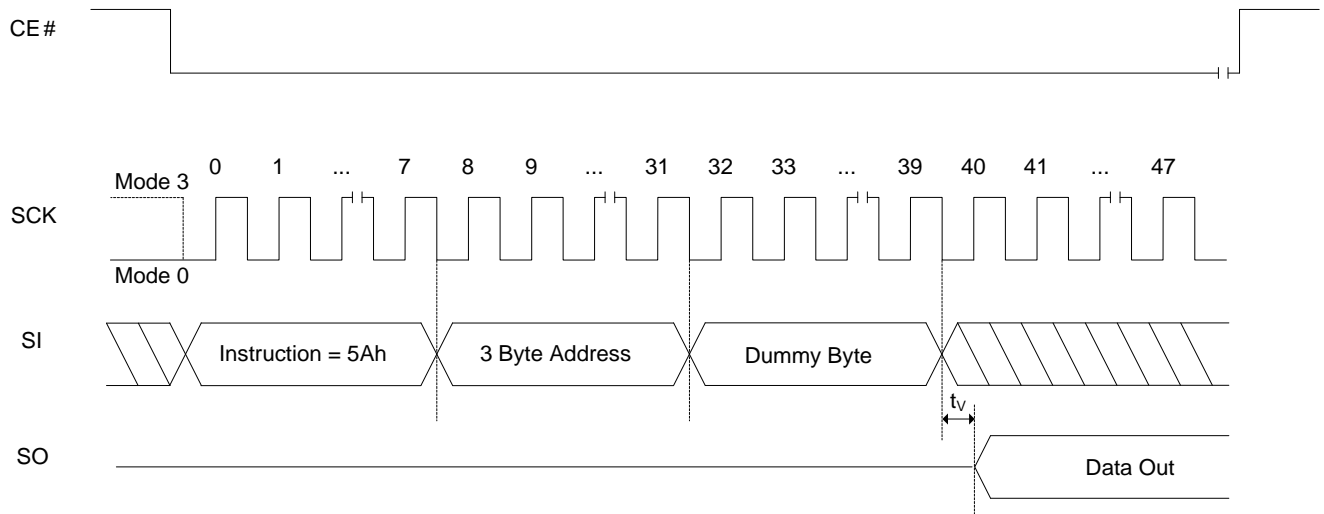 CE#
0 1 ... 7 8 9 ... 31 32 33 ... 39 40 41 ... 47
Mode 3
SCK
Mode 0
SI
Instruction = 5Ah
3 Byte Address
Dummy Byte
tV
SO
Data Out